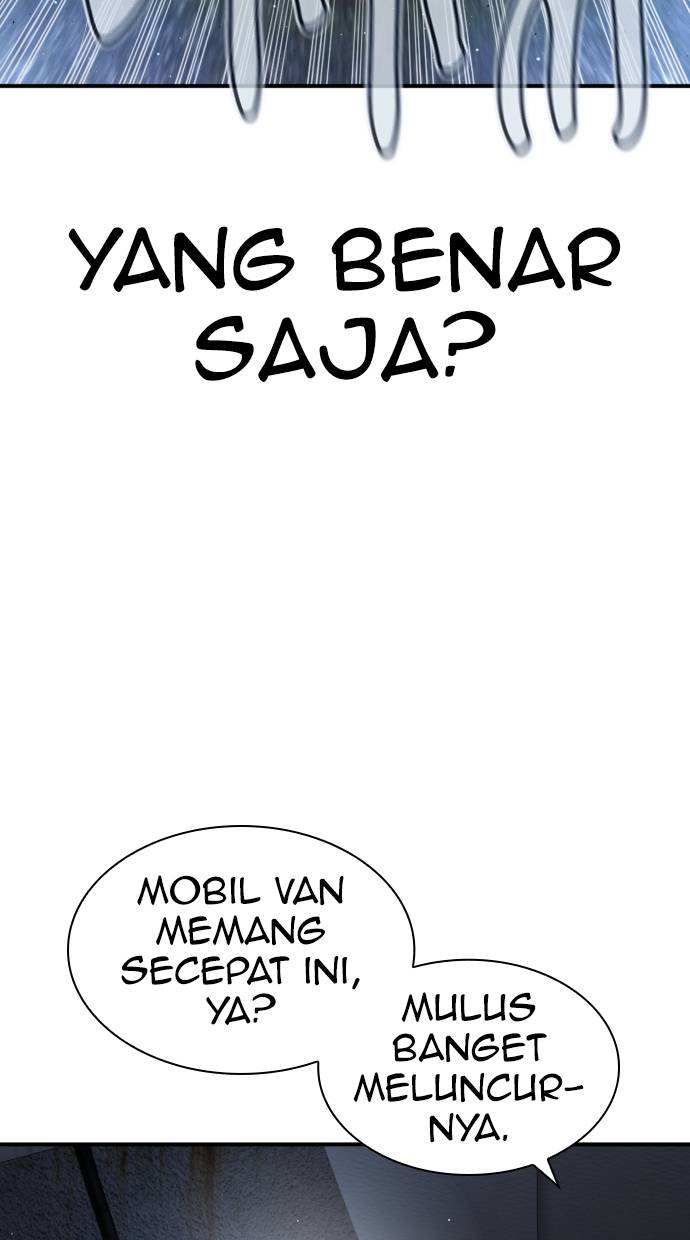 YANG BENAR
SAJA?
MOBIL VAN
MEMANG
SECEPAT INI,
YA?
MULUS
BANGET
MELUNCUR-
NYA.